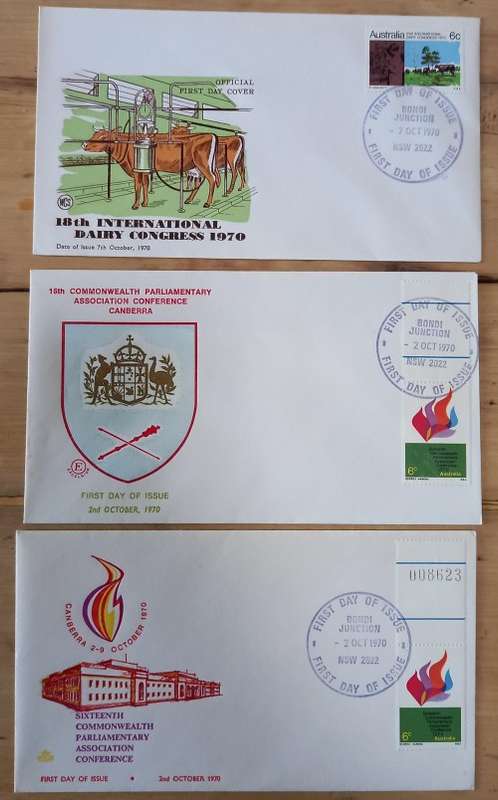 OFFICIAL
FIRST DAY COVER
WCS
18th INTERNATIONAL
DAIRY CONGRESS 1970
Date of Issue 7th October, 1970
Australia
6c
FIRST DAY OF ISSUE
BONDI
JUNCTION
- 2 OCT 1970
NSW 2022
FIRST DAY OF ISSUE
16th COMMONWEALTH PARLIAMENTARY
ASSOCIATION CONFERENCE
CANBERRA
E
FIRST DAY OF ISSUE
2nd OCTOBER, 1970
FIRST DAY OF ISSUE
BONDI
JUNCTION
- 2 OCT 1970
NSW 2022
FIRST DAY OF ISSUE
6c
Australia
CANBERRA 2-9 OCTOBER 1970
SIXTEENTH
COMMONWEALTH
PARLIAMENTARY
ASSOCIATION
CONFERENCE
FIRST DAY OF ISSUE * 2nd OCTOBER 1970
008623
FIRST DAY OF ISSUE
BONDI
JUNCTION
- 2 OCT 1970
NSW 2022
FIRST DAY OF ISSUE
6c
Australia